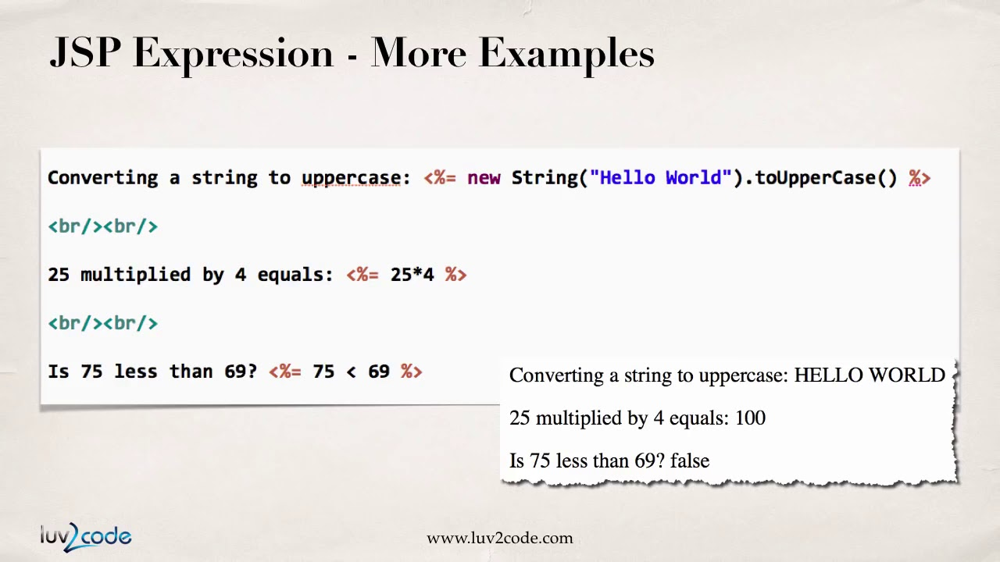 JSP Expression - More Examples
Converting a string to uppercase: <%= new String("Hello World").toUpperCase() %>
<br/><br/>
25 multiplied by 4 equals: <%= 25*4 %>
<br/><br/>
Is 75 less than 69? <%= 75 < 69 %>
Converting a string to uppercase: HELLO WORLD
25 multiplied by 4 equals: 100
Is 75 less than 69? false
luv2code
www.luv2code.com